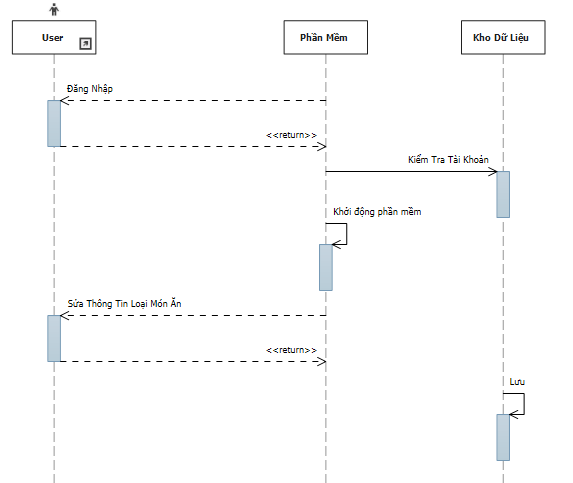 User
Phần Mềm
Kho Dữ Liệu
Đăng Nhập
<<return>>
Kiểm Tra Tài Khoản
Khởi động phần mềm
Sửa Thông Tin Loại Món Ăn
<<return>>
Lưu